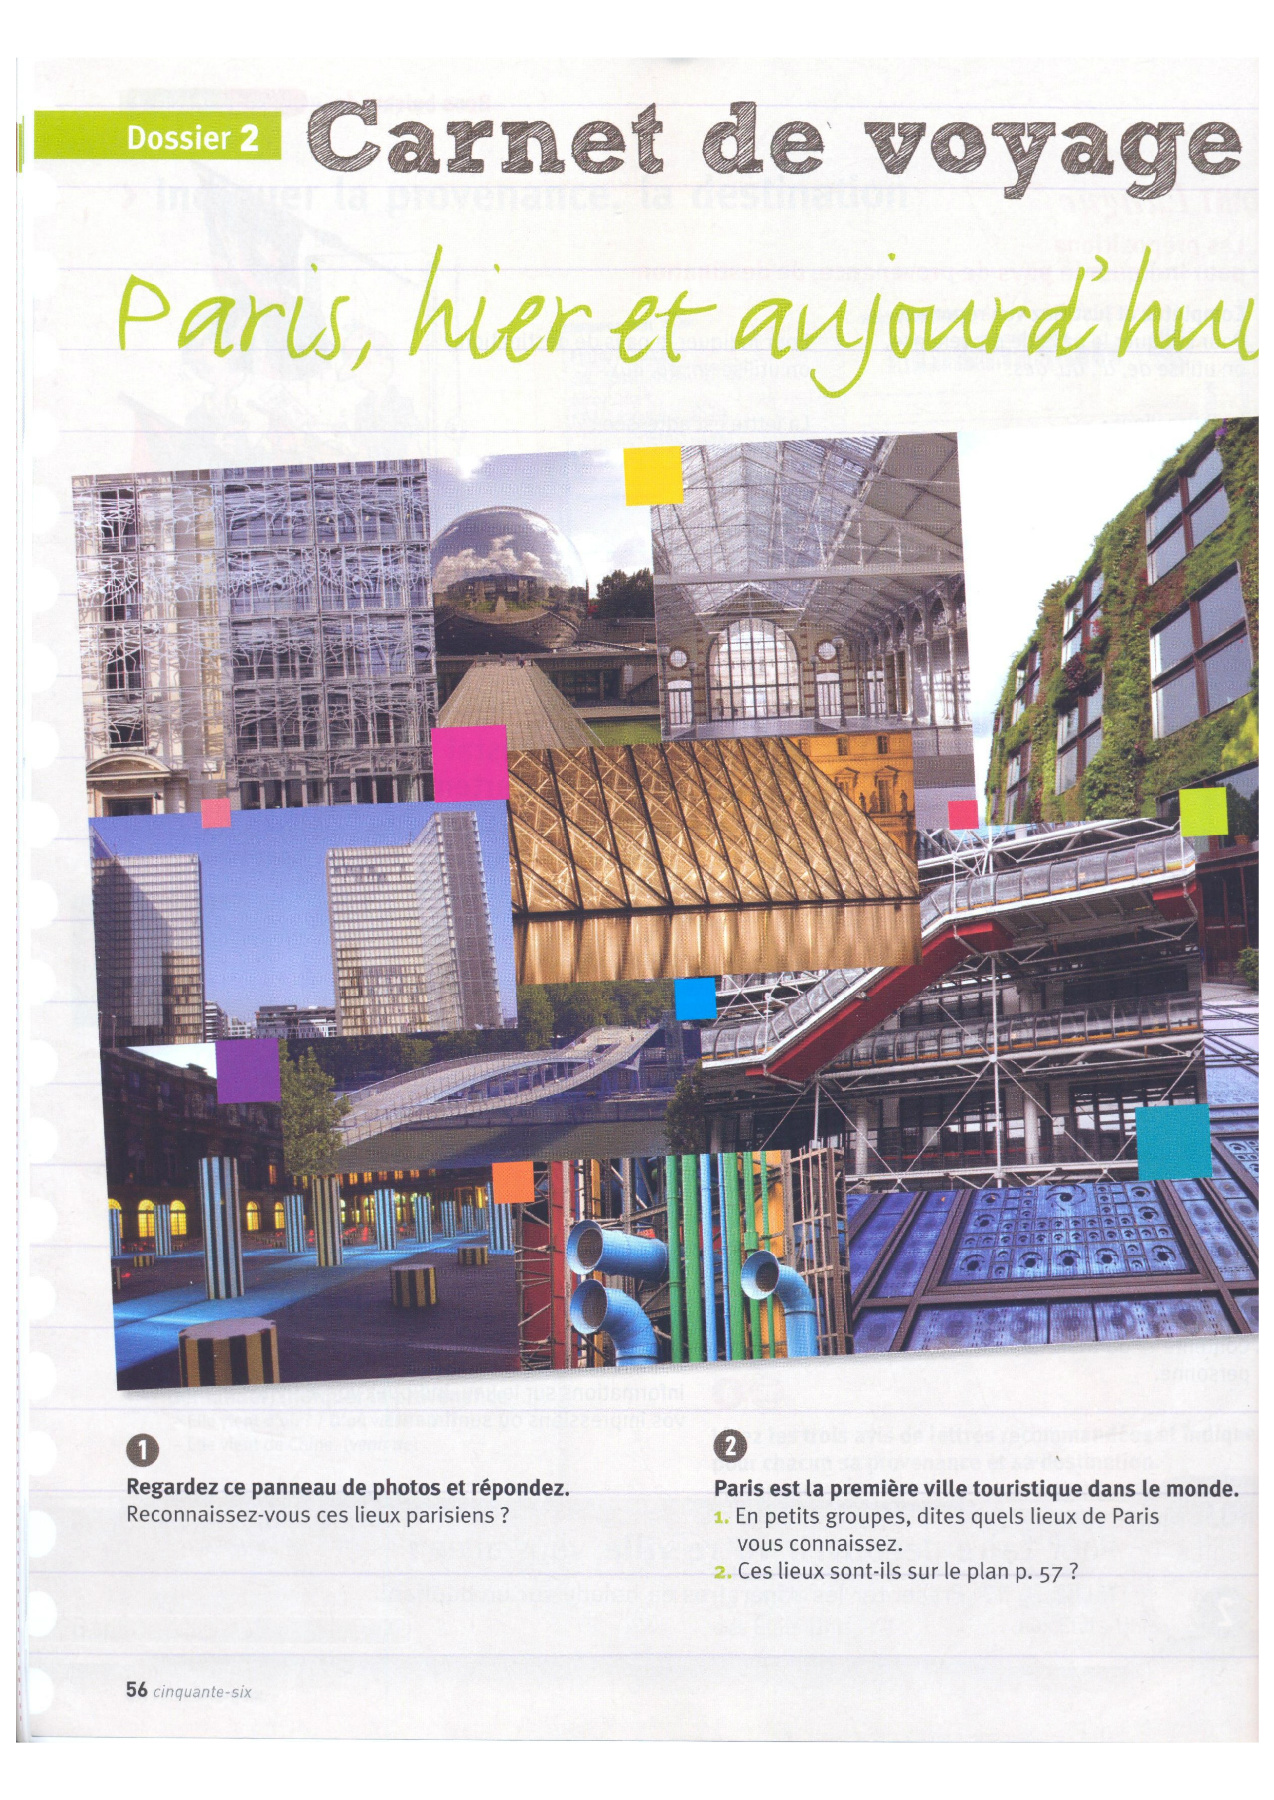 Dossier 2 Carnet de voyage
Paris, hier et aujourd'hui
1
Regardez ce panneau de photos et répondez.
Reconnaissez-vous ces lieux parisiens ?
2
Paris est la première ville touristique dans le monde.
1. En petits groupes, dites quels lieux de Paris
vous connaissez.
2. Ces lieux sont-ils sur le plan p. 57 ?
56 cinquante-six